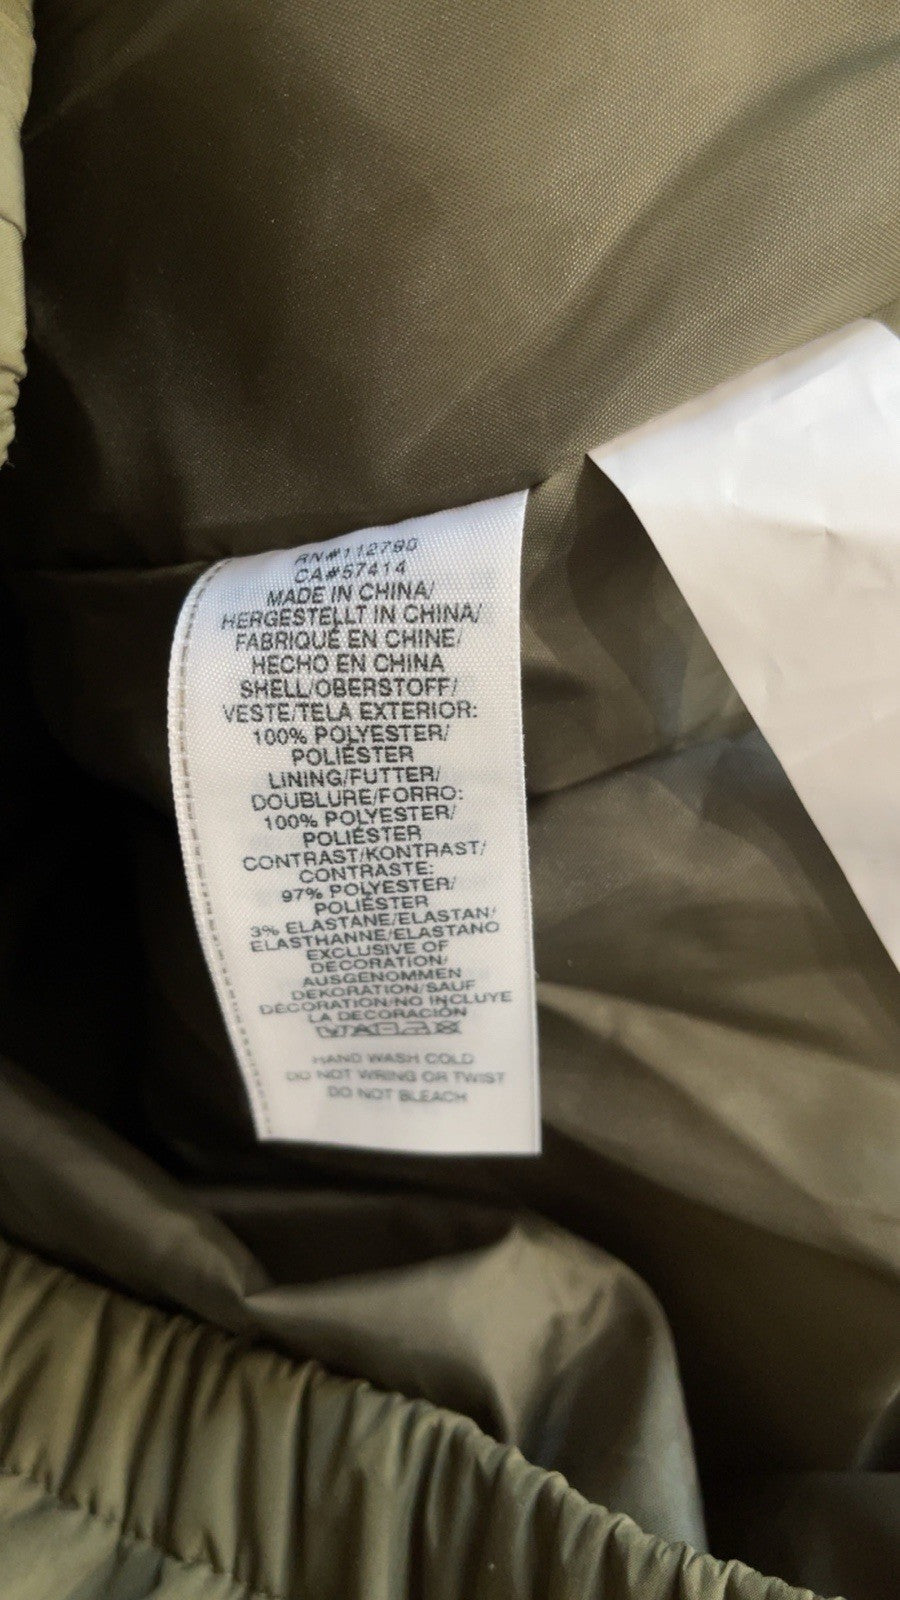 RN#112790
CA#57414
MADE IN CHINA/
HERGESTELLT IN CHINA/
FABRIQUÉ EN CHINE/
HECHO EN CHINA
SHELL/OBERSTOFF/
VESTE/TELA EXTERIOR:
100% POLYESTER/
POLIÉSTER
LINING/FUTTER/
DOUBLURE/FORRO:
100% POLYESTER/
POLIÉSTER
CONTRAST/KONTRAST/
CONTRASTE:
97% POLYESTER/
POLIÉSTER
3% ELASTANE/ELASTAN/
ELASTHANNE/ELASTANO
EXCLUSIVE OF
DECORATION/
AUSGENOMMEN
DEKORATION/SAUF
DÉCORATION/NO INCLUYE
LA DECORACIÓN
HAND WASH COLD
DO NOT WRING OR TWIST
DO NOT BLEACH